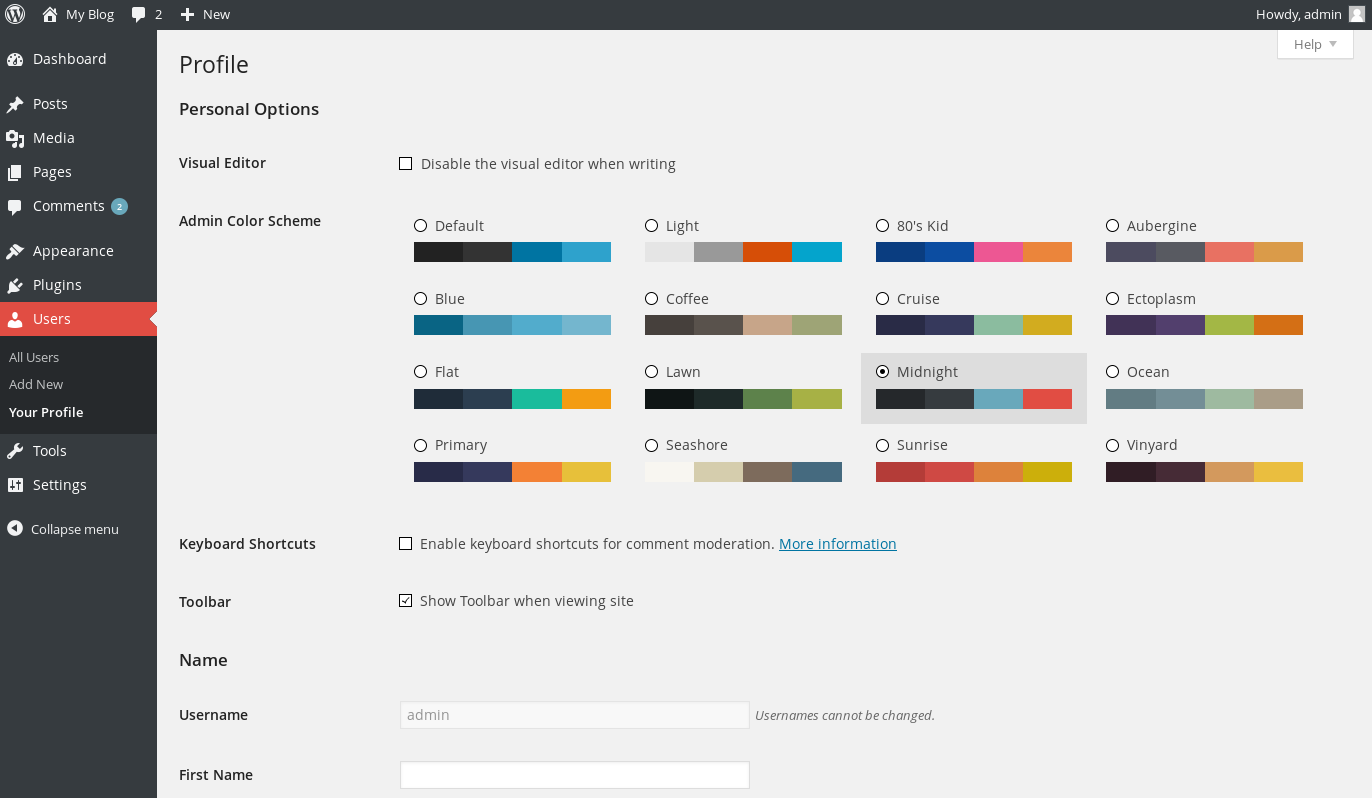 My Blog 2 New Howdy, admin
Help
Dashboard
Posts
Media
Pages
Comments 2
Appearance
Plugins
Users
All Users
Add New
Your Profile
Tools
Settings
Collapse menu
Profile
Personal Options
Visual Editor Disable the visual editor when writing
Admin Color Scheme
Default Light 80's Kid Aubergine
Blue Coffee Cruise Ectoplasm
Flat Lawn Midnight Ocean
Primary Seashore Sunrise Vinyard
Keyboard Shortcuts Enable keyboard shortcuts for comment moderation. More information
Toolbar Show Toolbar when viewing site
Name
Username admin Usernames cannot be changed.
First Name